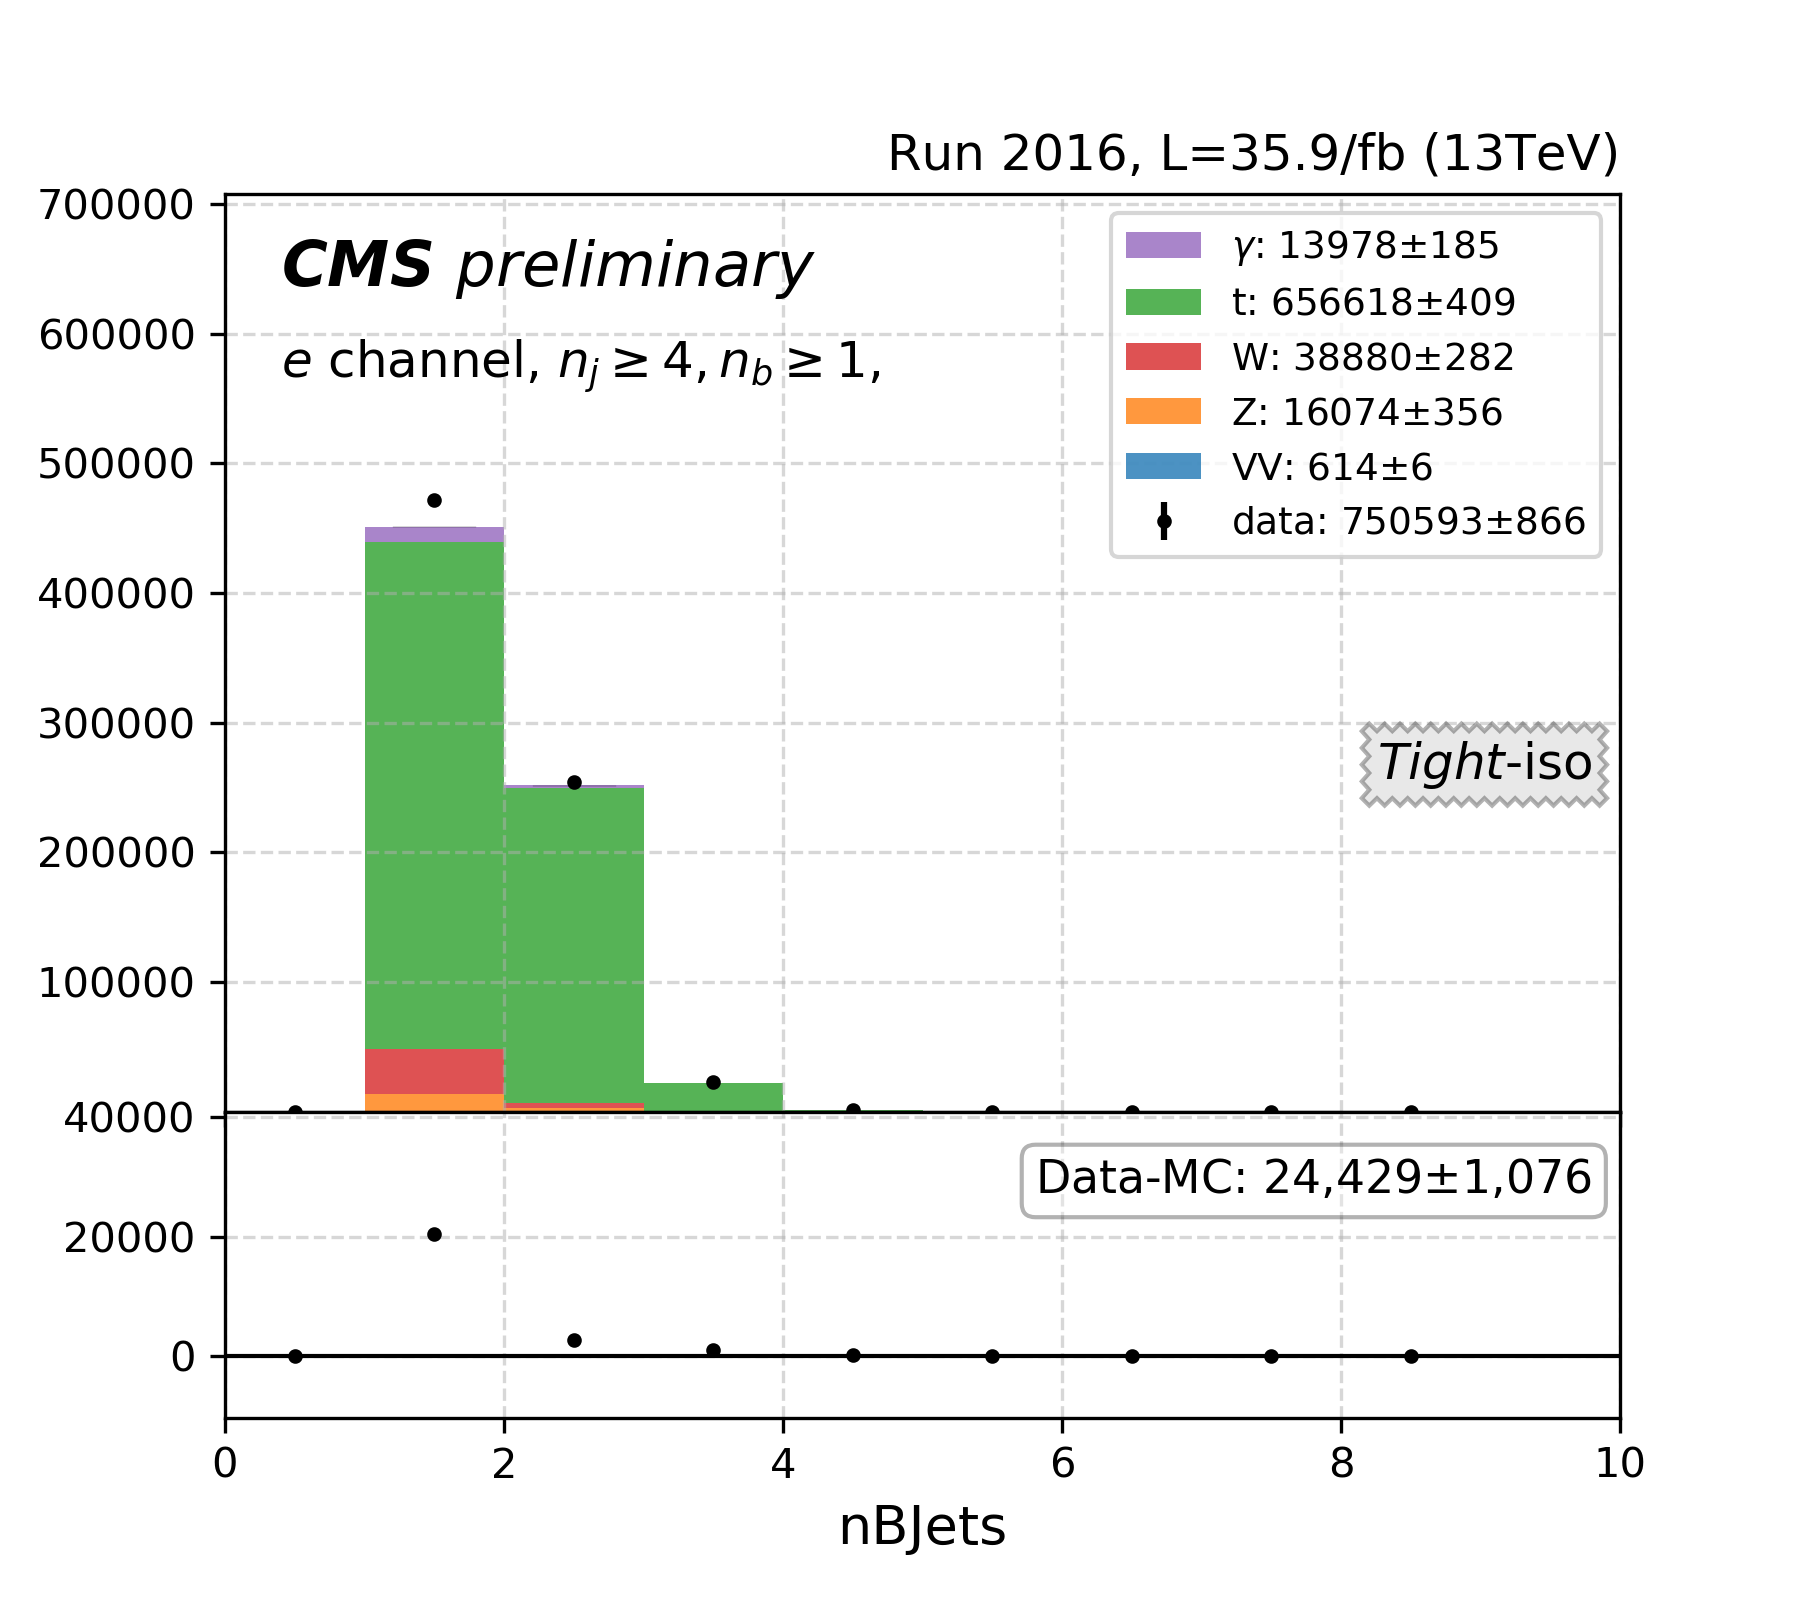 Run 2016, L=35.9/fb (13TeV)
700000
CMS preliminary
γ: 13978±185
t: 656618±409
600000
e channel, n_j ≥ 4, n_b ≥ 1,
W: 38880±282
Z: 16074±356
500000
VV: 614±6
data: 750593±866
400000
300000
Tight-iso
200000
100000
40000
Data-MC: 24,429±1,076
20000
0
0 2 4 6 8 10
nBJets